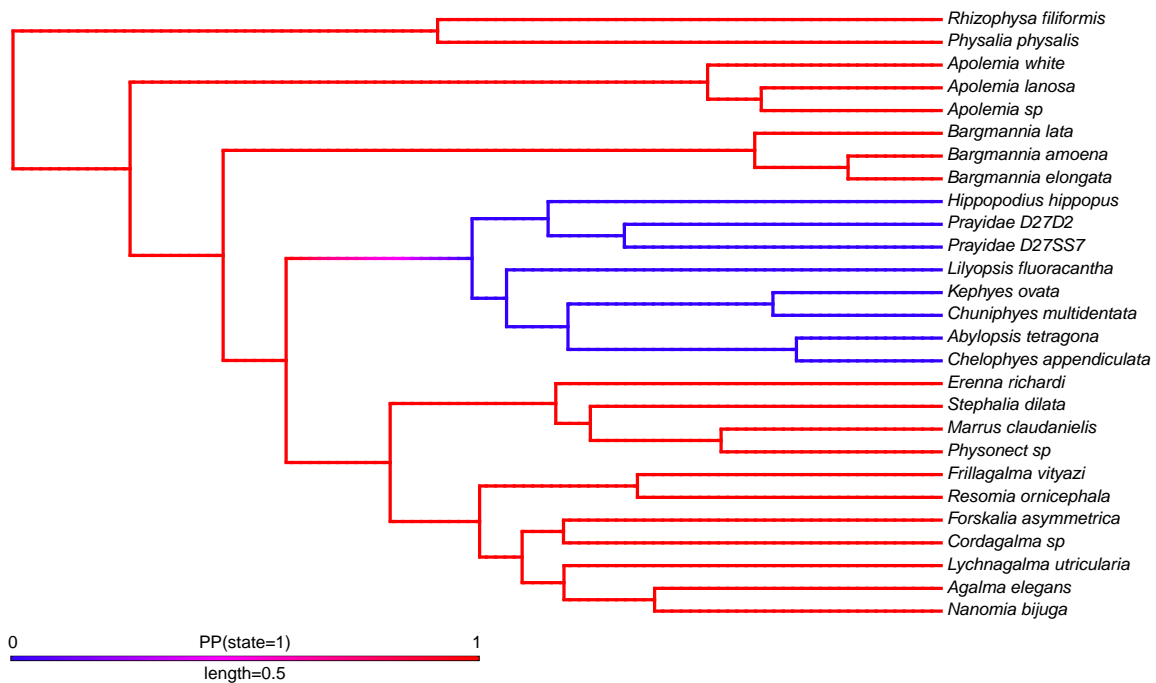 Rhizophysa filiformis
Physalia physalis
Apolemia white
Apolemia lanosa
Apolemia sp
Bargmannia lata
Bargmannia amoena
Bargmannia elongata
Hippopodius hippopus
Prayidae D27D2
Prayidae D27SS7
Lilyopsis fluoracantha
Kephyes ovata
Chuniphyes multidentata
Abylopsis tetragona
Chelophyes appendiculata
Erenna richardi
Stephalia dilata
Marrus claudanielis
Physonect sp
Frillagalma vityazi
Resomia ornicephala
Forskalia asymmetrica
Cordagalma sp
Lychnagalma utricularia
Agalma elegans
Nanomia bijuga
0 PP(state=1) 1
length=0.5